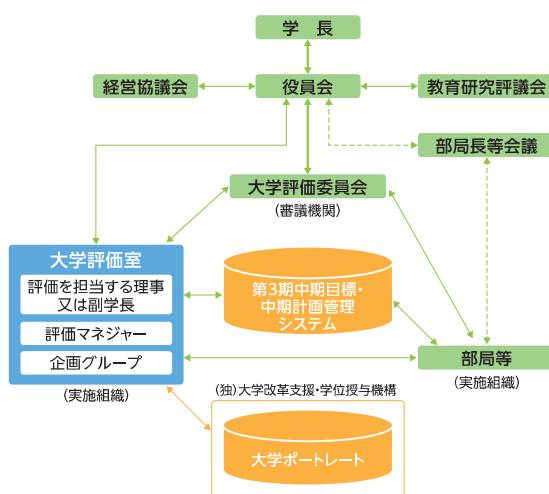 学 長
経営協議会
役員会
教育研究評議会
部局長等会議
大学評価委員会
(審議機関)
大学評価室
評価を担当する理事
又は副学長
評価マネジャー
企画グループ
(実施組織)
第3期中期目標・
中期計画管理
システム
部局等
(実施組織)
(独)大学改革支援・学位授与機構
大学ポートレート